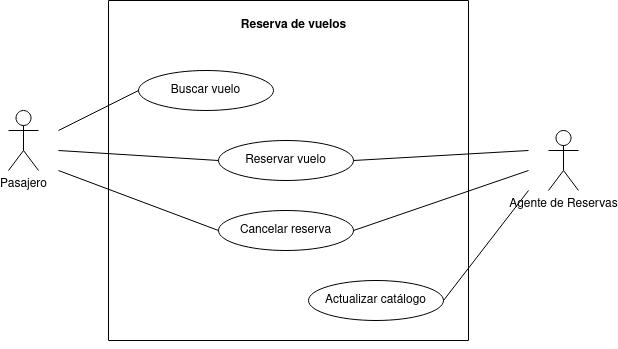 Reserva de vuelos
Buscar vuelo
Reservar vuelo
Pasajero
Agente de Reservas
Cancelar reserva
Actualizar catálogo